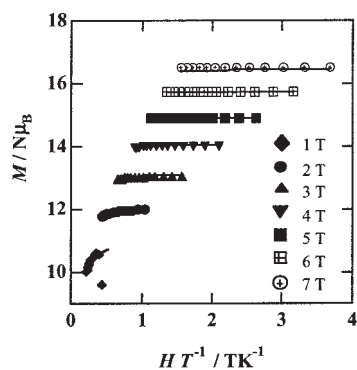 18
16
14
12
10
M / Nμ_B
1 T
2 T
3 T
4 T
5 T
6 T
7 T
0 1 2 3 4
H T⁻¹ / TK⁻¹